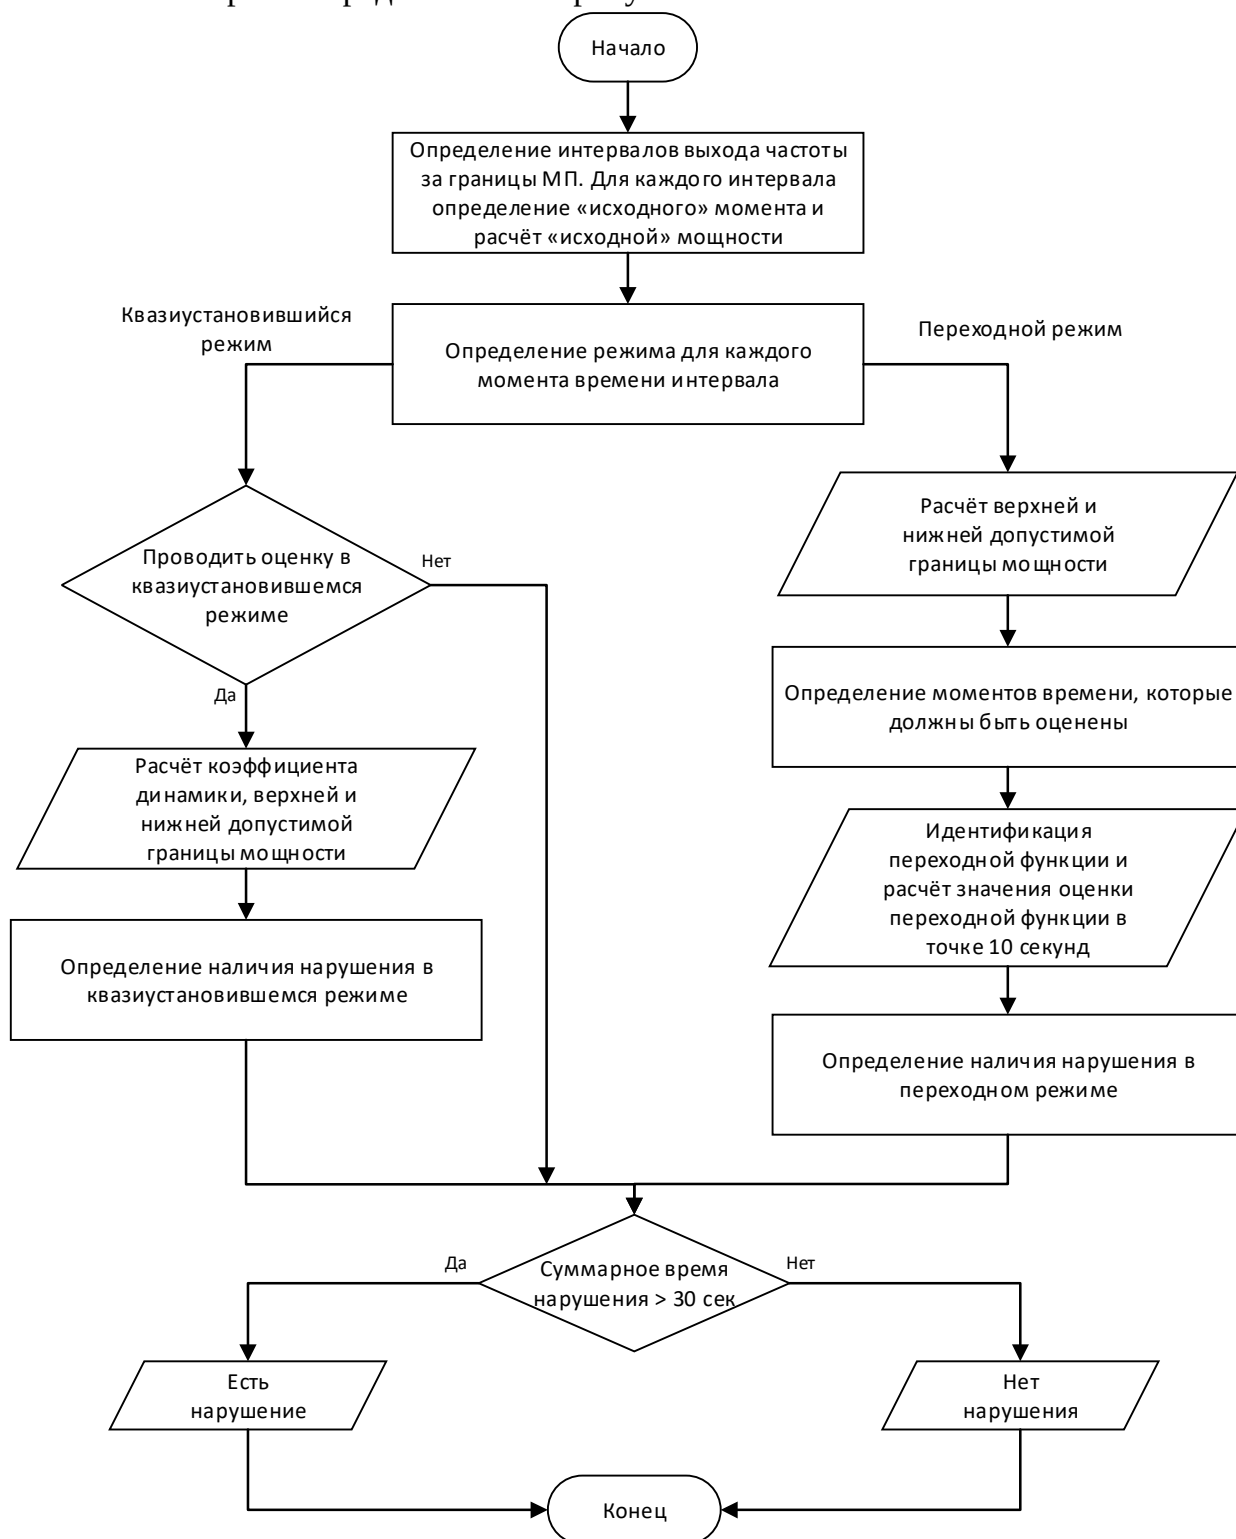 Начало
Определение интервалов выхода частоты
за границы МП. Для каждого интервала
определение «исходного» момента и
расчёт «исходной» мощности
Квазиустановившийся
режим
Определение режима для каждого
момента времени интервала
Переходной режим
Проводить оценку в
квазиустановившемся
режиме
Нет
Да
Расчёт верхней и
нижней допустимой
границы мощности
Определение моментов времени, которые
должны быть оценены
Расчёт коэффициента
динамики, верхней и
нижней допустимой
границы мощности
Идентификация
переходной функции и
расчёт значения оценки
переходной функции в
точке 10 секунд
Определение наличия нарушения в
квазиустановившемся режиме
Определение наличия нарушения в
переходном режиме
Да
Суммарное время
нарушения > 30 сек
Нет
Есть
нарушение
Нет
нарушения
Конец